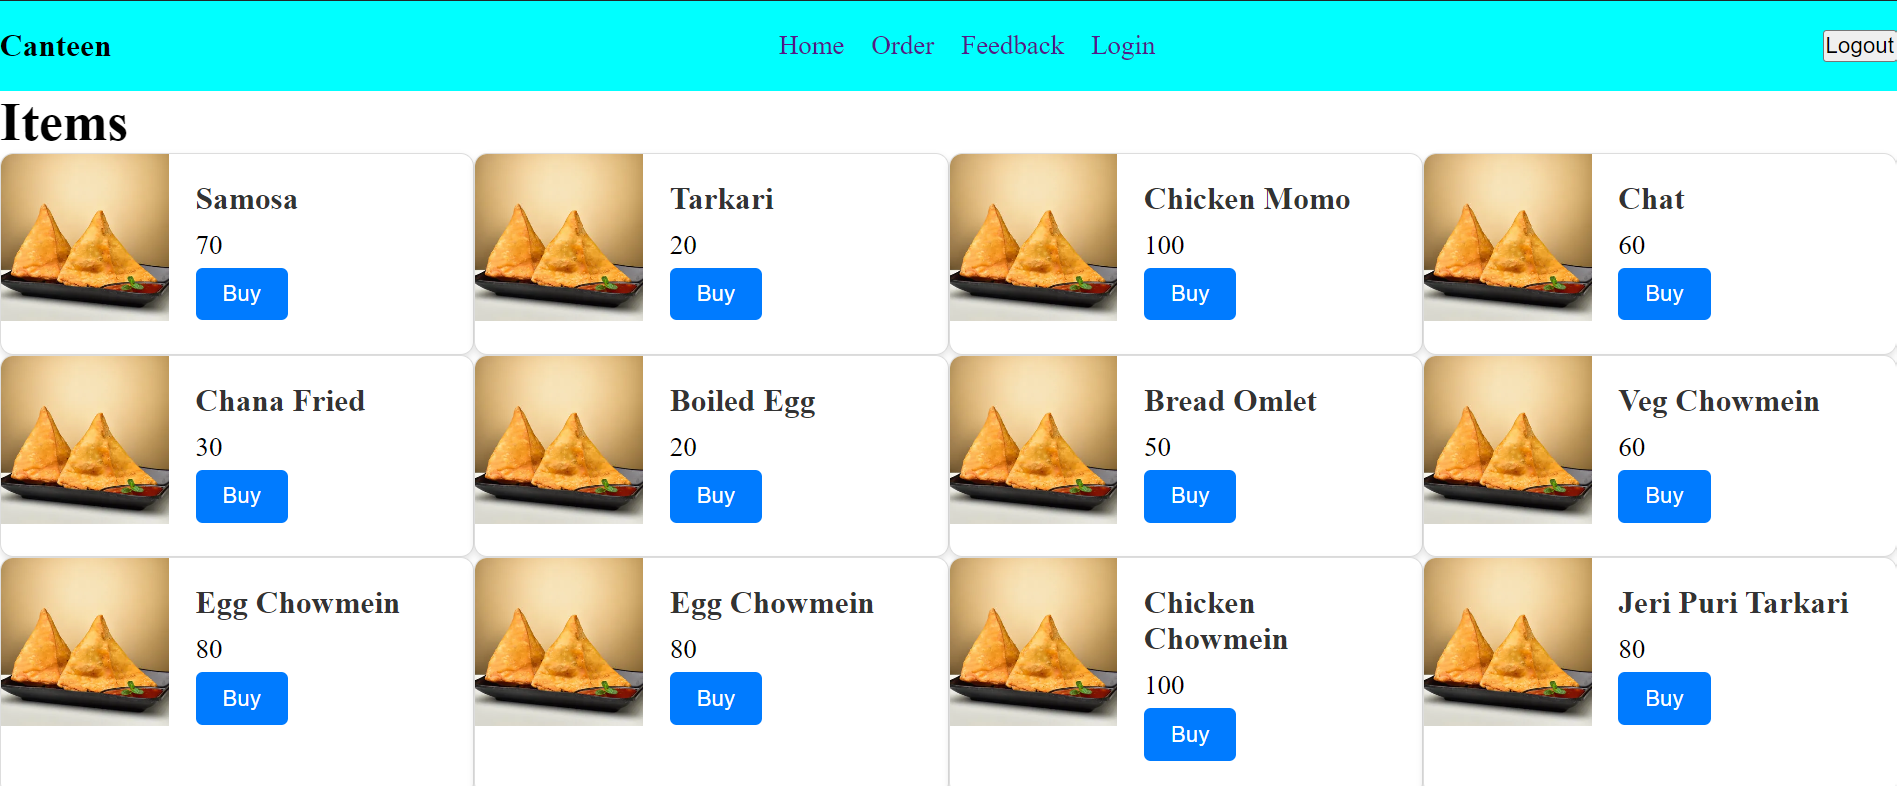 Canteen
Home Order Feedback Login
Logout
Items
Samosa
70
Buy
Tarkari
20
Buy
Chicken Momo
100
Buy
Chat
60
Buy
Chana Fried
30
Buy
Boiled Egg
20
Buy
Bread Omlet
50
Buy
Veg Chowmein
60
Buy
Egg Chowmein
80
Buy
Egg Chowmein
80
Buy
Chicken
Chowmein
100
Buy
Jeri Puri Tarkari
80
Buy